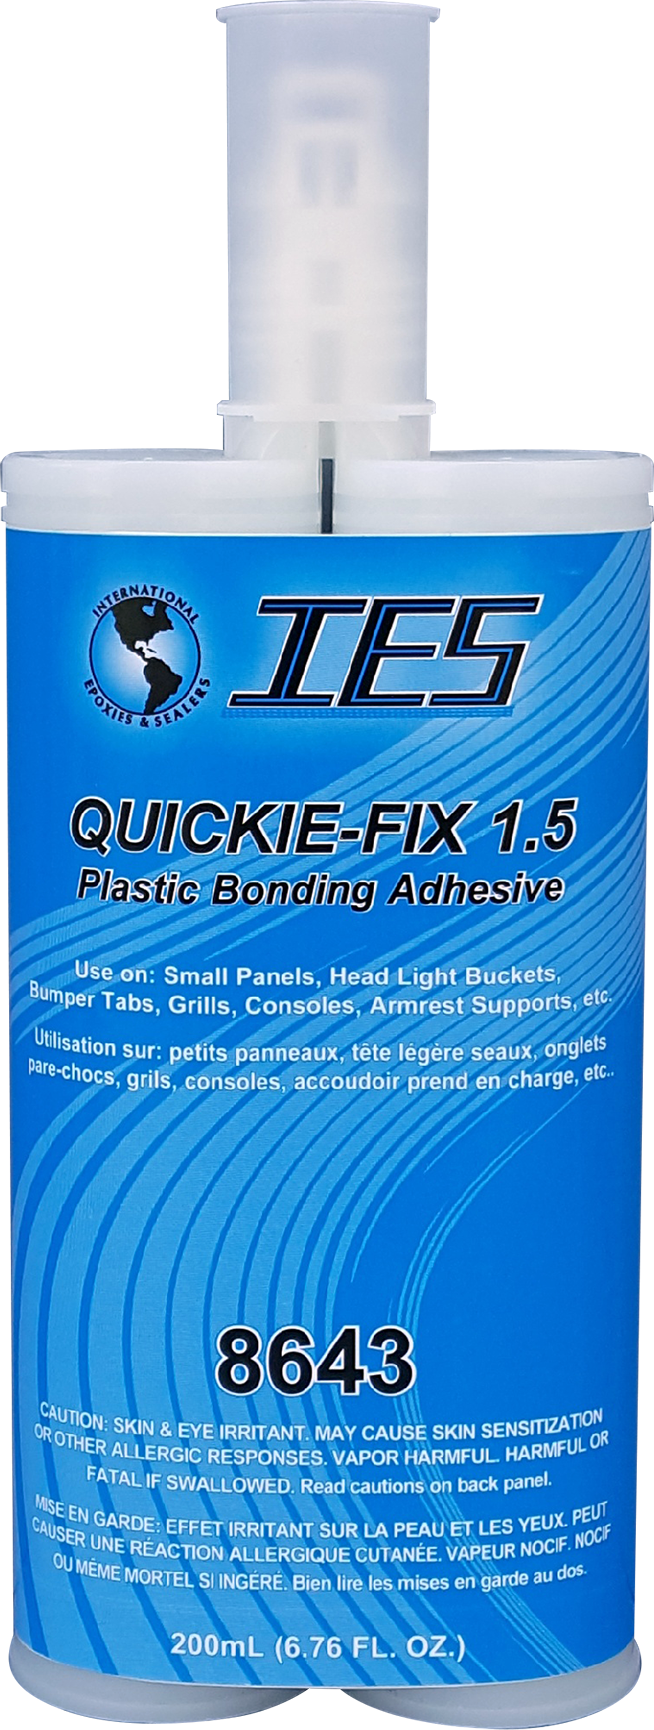 INTERNATIONAL
EPOXIES & SEALERS
IES
QUICKIE-FIX 1.5
Plastic Bonding Adhesive
Use on: Small Panels, Head Light Buckets,
Bumper Tabs, Grills, Consoles, Armrest Supports, etc.
Utilisation sur: petits panneaux, tête légère seaux, onglets
pare-chocs, grils, consoles, accoudoir prend en charge, etc..
8643
CAUTION: SKIN & EYE IRRITANT. MAY CAUSE SKIN SENSITIZATION
OR OTHER ALLERGIC RESPONSES. VAPOR HARMFUL. HARMFUL OR
FATAL IF SWALLOWED. Read cautions on back panel.
MISE EN GARDE: EFFET IRRITANT SUR LA PEAU ET LES YEUX. PEUT
CAUSER UNE RÉACTION ALLERGIQUE CUTANÉE. VAPEUR NOCIF. NOCIF
OU MÊME MORTEL SI INGÉRÉ. Bien lire les mises en garde au dos.
200mL (6.76 FL. OZ.)